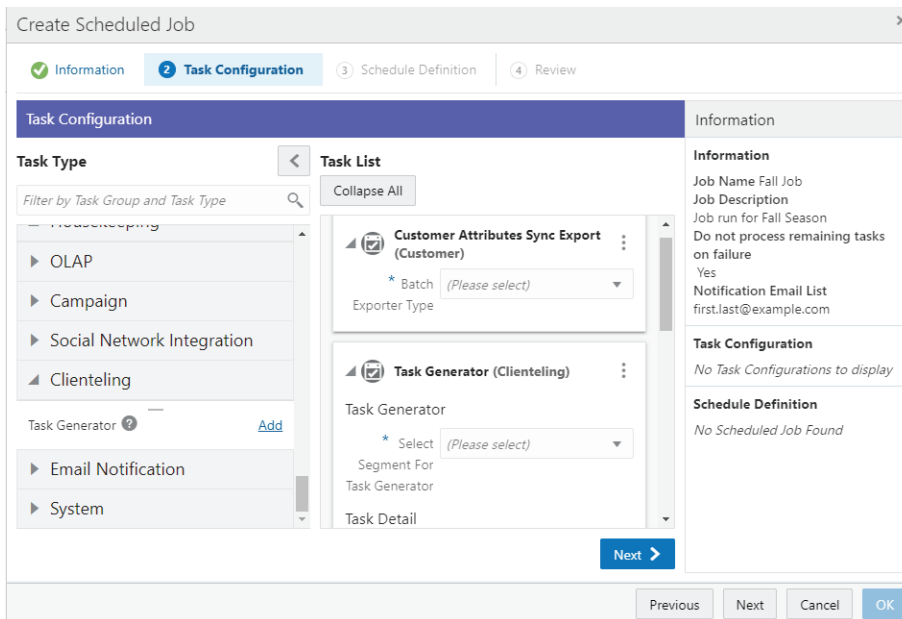 Create Scheduled Job
Information
2 Task Configuration
3 Schedule Definition
4 Review
Task Configuration
Task Type
Filter by Task Group and Task Type
Housekeeping
OLAP
Campaign
Social Network Integration
Clienteling
Task Generator ? Add
Email Notification
System
Task List
Collapse All
Customer Attributes Sync Export
(Customer)
* Batch (Please select)
Exporter Type
Task Generator (Clienteling)
Task Generator
* Select (Please select)
Segment For
Task Generator
Task Detail
Next
Information
Information
Job Name Fall Job
Job Description
Job run for Fall Season
Do not process remaining tasks
on failure
Yes
Notification Email List
first.last@example.com
Task Configuration
No Task Configurations to display
Schedule Definition
No Scheduled Job Found
Previous
Next
Cancel
OK